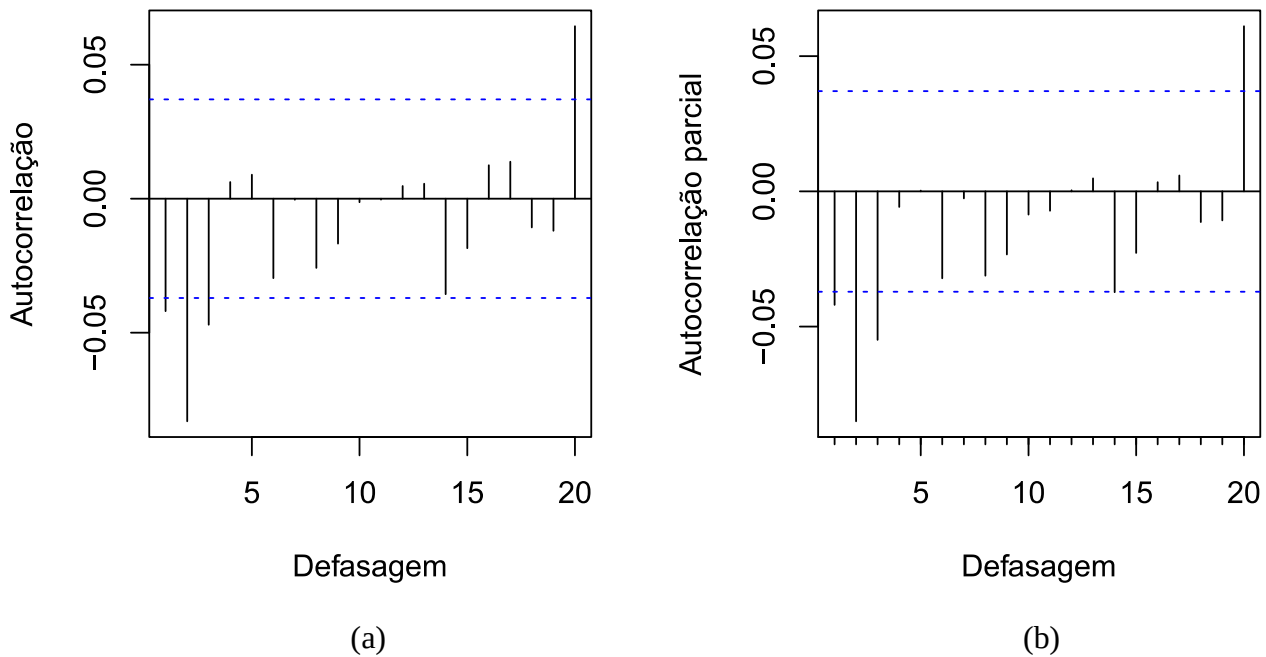 Autocorrelação
0.05
0.00
−0.05
5 10 15 20
Defasagem
(a)
Autocorrelação parcial
0.05
0.00
−0.05
5 10 15 20
Defasagem
(b)